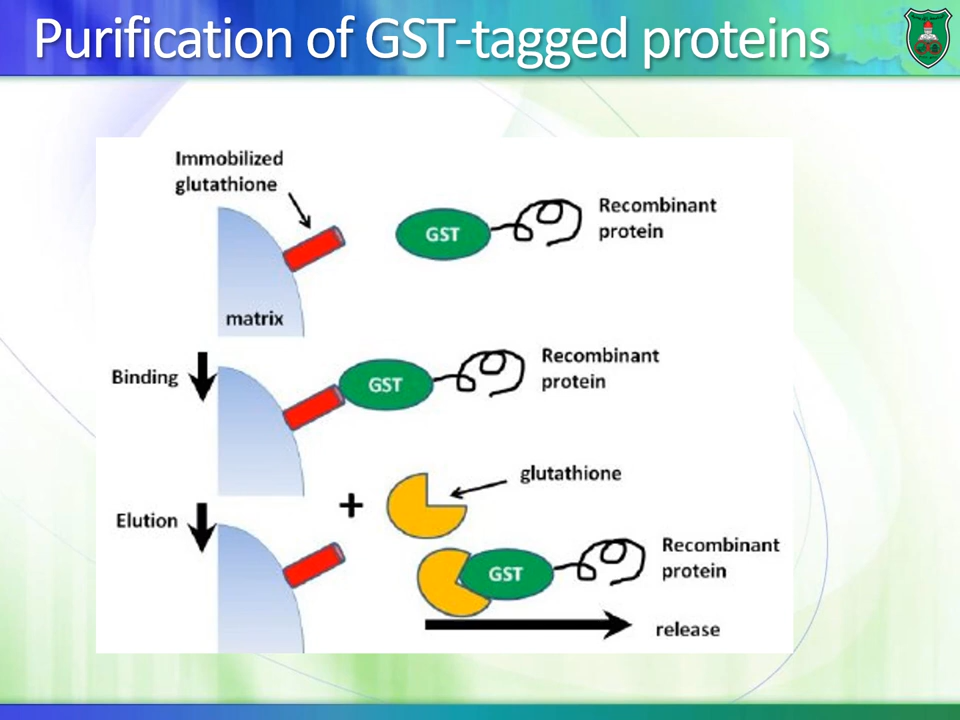 Purification of GST-tagged proteins
Immobilized
glutathione
GST
Recombinant
protein
matrix
Binding
GST
Recombinant
protein
glutathione
+
Elution
GST
Recombinant
protein
release